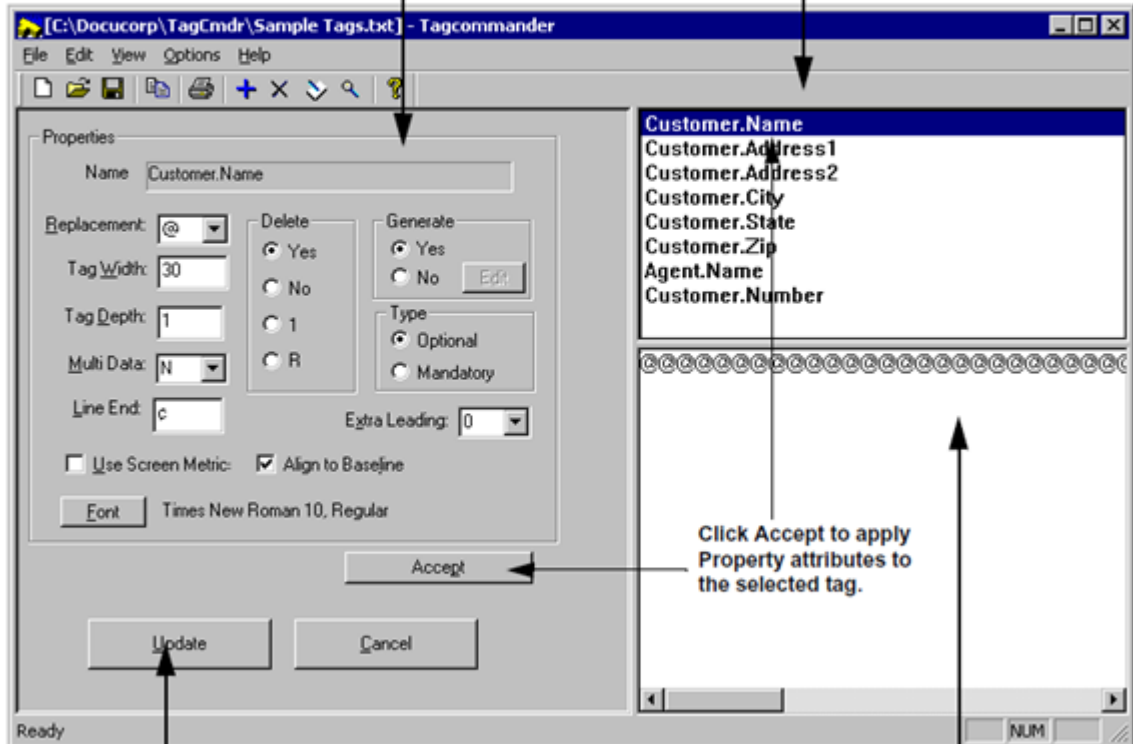 [C:\Docucorp\TagCmdr\Sample Tags.txt] - Tagcommander
File Edit View Options Help
Properties
Name Customer.Name
Replacement: @
Tag Width: 30
Tag Depth: 1
Multi Data: N
Line End: c
Delete
Yes
No
1
R
Generate
Yes
No Edit
Type
Optional
Mandatory
Extra Leading: 0
Use Screen Metric: Align to Baseline
Font Times New Roman 10, Regular
Accept
Update Cancel
Customer.Name
Customer.Address1
Customer.Address2
Customer.City
Customer.State
Customer.Zip
Agent.Name
Customer.Number
@@@@@@@@@@@@@@@@@@@@@@@@@@
Click Accept to apply
Property attributes to
the selected tag.
Ready NUM